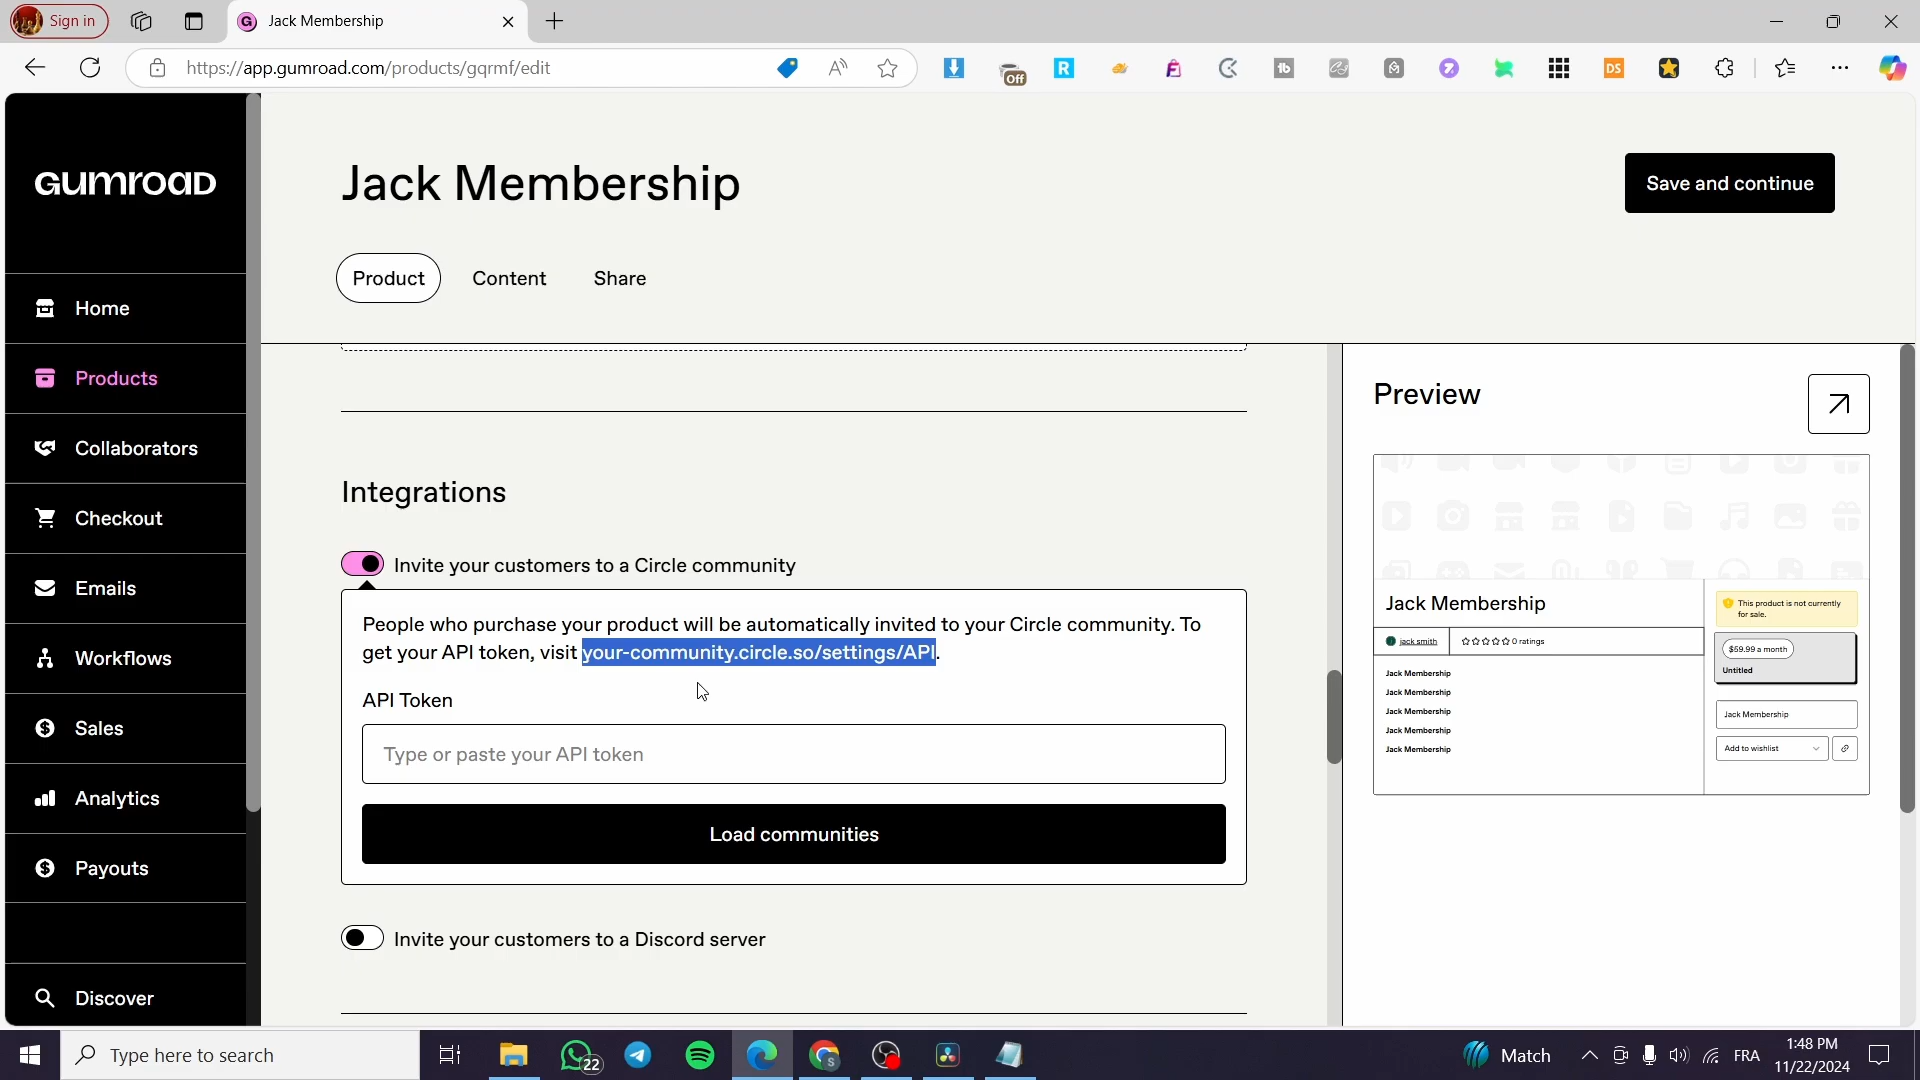 Sign in
Jack Membership
https://app.gumroad.com/products/gqrmf/edit
Off
R
tb
DS
GUMROAD
Home
Products
Collaborators
Checkout
Emails
Workflows
Sales
Analytics
Payouts
Discover
Jack Membership
Save and continue
Product
Content
Share
Integrations
Invite your customers to a Circle community
People who purchase your product will be automatically invited to your Circle community. To
get your API token, visit your-community.circle.so/settings/API.
API Token
Type or paste your API token
Load communities
Invite your customers to a Discord server
Preview
Jack Membership
jack smith
0 ratings
Jack Membership
Jack Membership
Jack Membership
Jack Membership
Jack Membership
This product is not currently
for sale.
$59.99 a month
Untitled
Jack Membership
Add to wishlist
Type here to search
22
Match
FRA
1:48 PM
11/22/2024